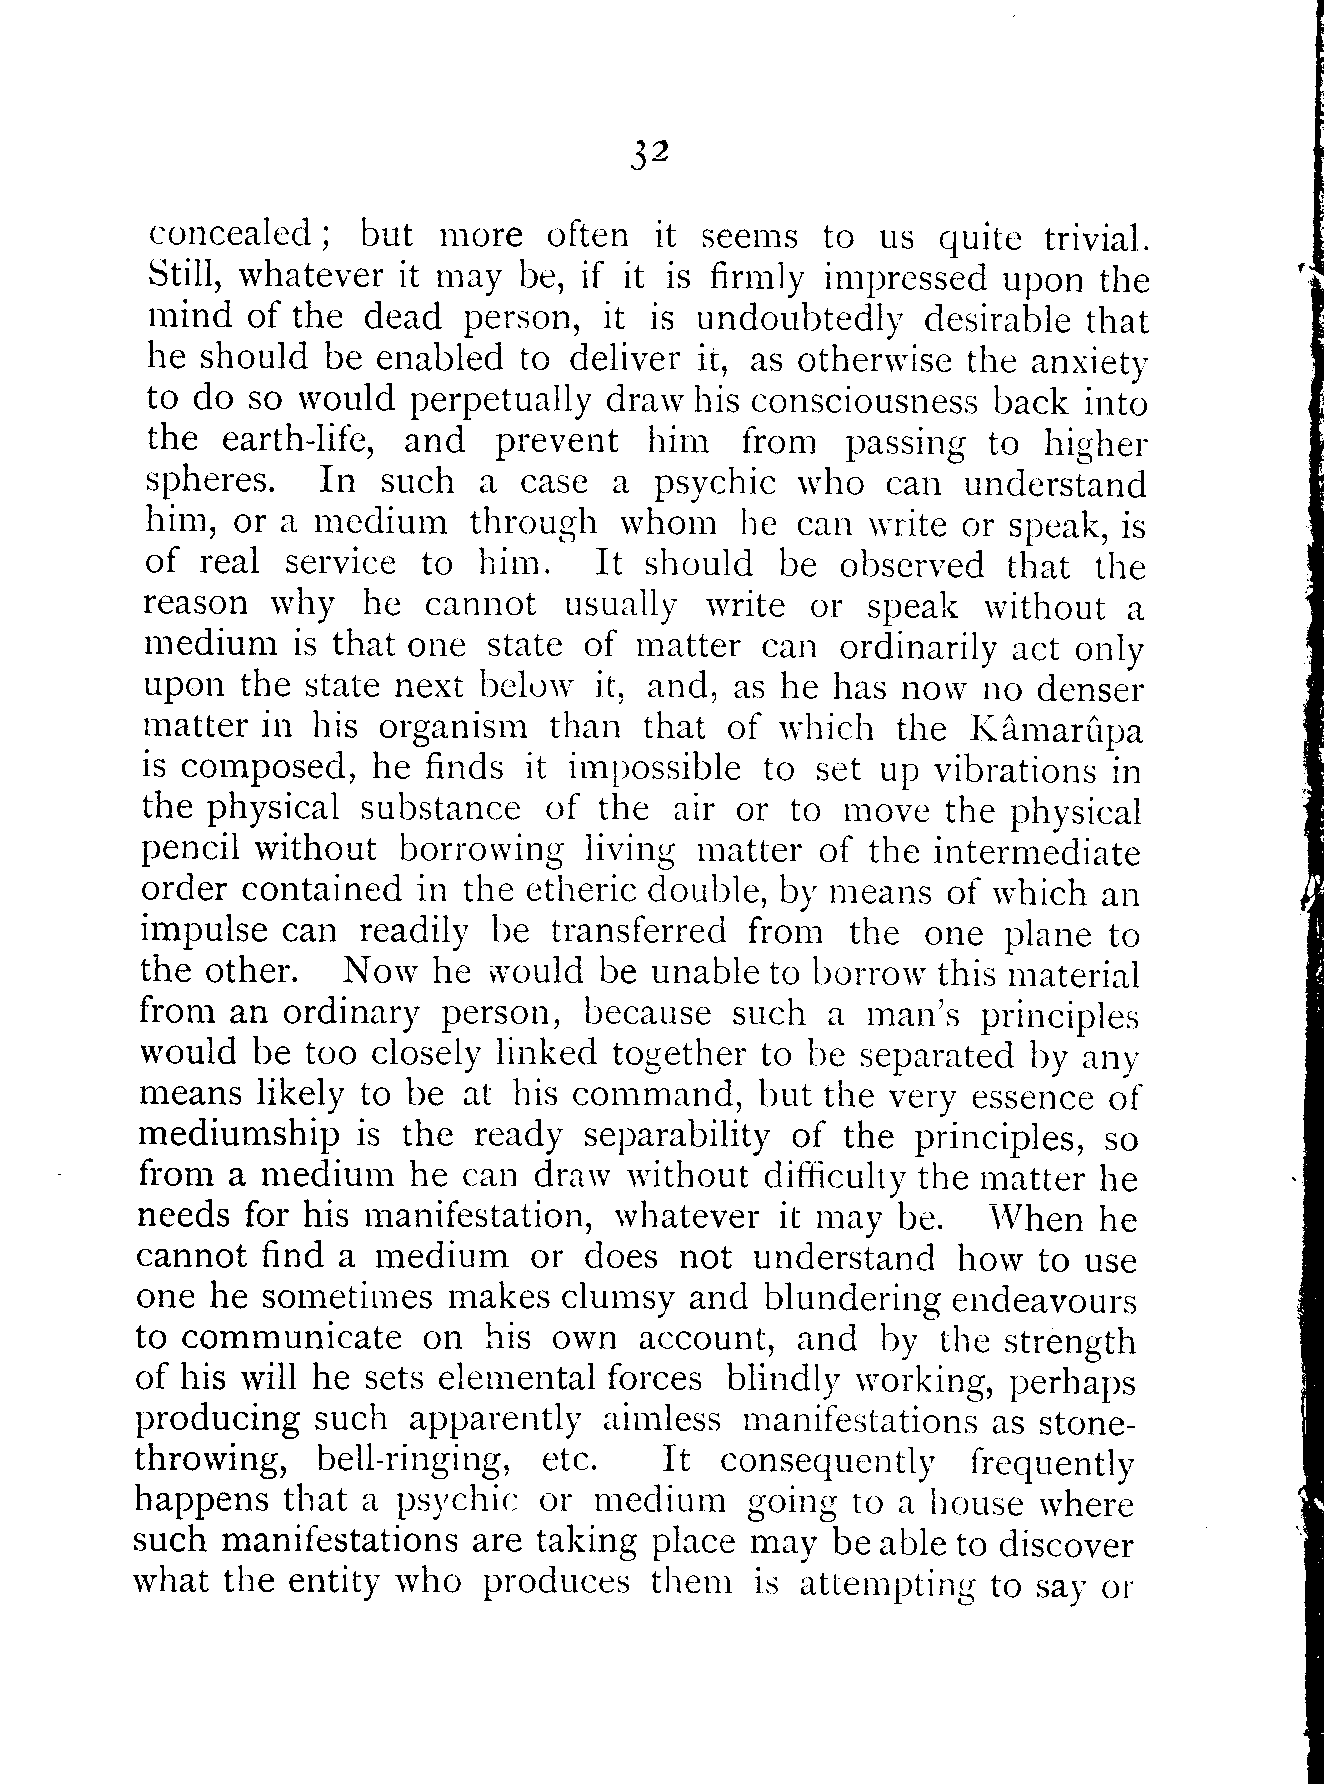 32
concealed ; but more often it seems to us quite trivial.
Still, whatever it may be, if it is firmly impressed upon the
mind of the dead person, it is undoubtedly desirable that
he should be enabled to deliver it, as otherwise the anxiety
to do so would perpetually draw his consciousness back into
the earth-life, and prevent him from passing to higher
spheres. In such a case a psychic who can understand
him, or a medium through whom he can write or speak, is
of real service to him. It should be observed that the
reason why he cannot usually write or speak without a
medium is that one state of matter can ordinarily act only
upon the state next below it, and, as he has now no denser
matter in his organism than that of which the Kâmarûpa
is composed, he finds it impossible to set up vibrations in
the physical substance of the air or to move the physical
pencil without borrowing living matter of the intermediate
order contained in the etheric double, by means of which an
impulse can readily be transferred from the one plane to
the other. Now he would be unable to borrow this material
from an ordinary person, because such a man's principles
would be too closely linked together to be separated by any
means likely to be at his command, but the very essence of
mediumship is the ready separability of the principles, so
from a medium he can draw without difficulty the matter he
needs for his manifestation, whatever it may be. When he
cannot find a medium or does not understand how to use
one he sometimes makes clumsy and blundering endeavours
to communicate on his own account, and by the strength
of his will he sets elemental forces blindly working, perhaps
producing such apparently aimless manifestations as stone-
throwing, bell-ringing, etc. It consequently frequently
happens that a psychic or medium going to a house where
such manifestations are taking place may be able to discover
what the entity who produces them is attempting to say or